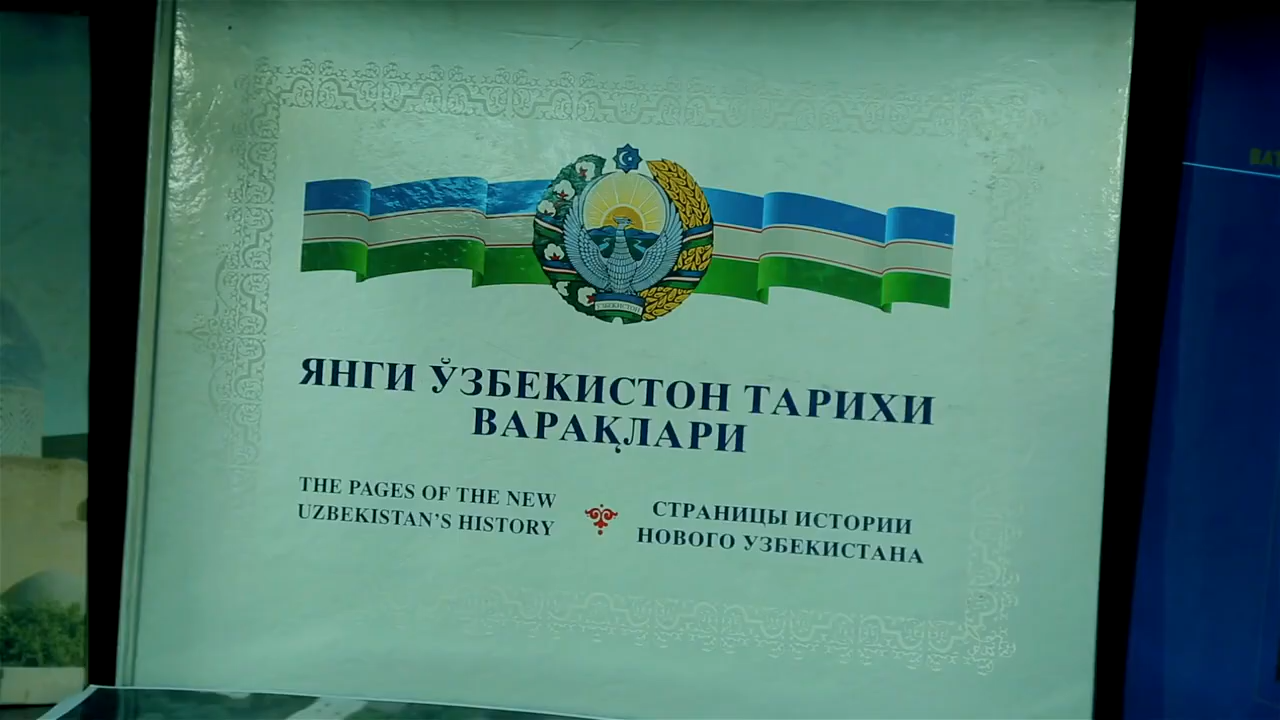 ЯНГИ ЎЗБЕКИСТОН ТАРИХИ
ВАРАҚЛАРИ
THE PAGES OF THE NEW
UZBEKISTAN'S HISTORY
СТРАНИЦЫ ИСТОРИИ
НОВОГО УЗБЕКИСТАНА